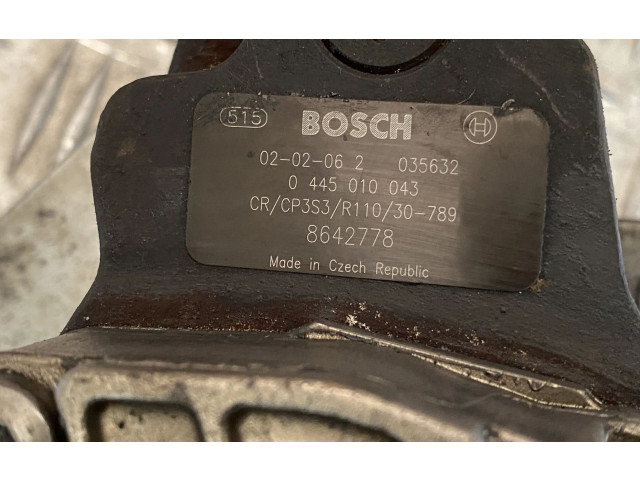 515 BOSCH H
02-02-06 2 035632
0 445 010 043
CR/CP3S3/R110/30-789
8642778
Made in Czech Republic